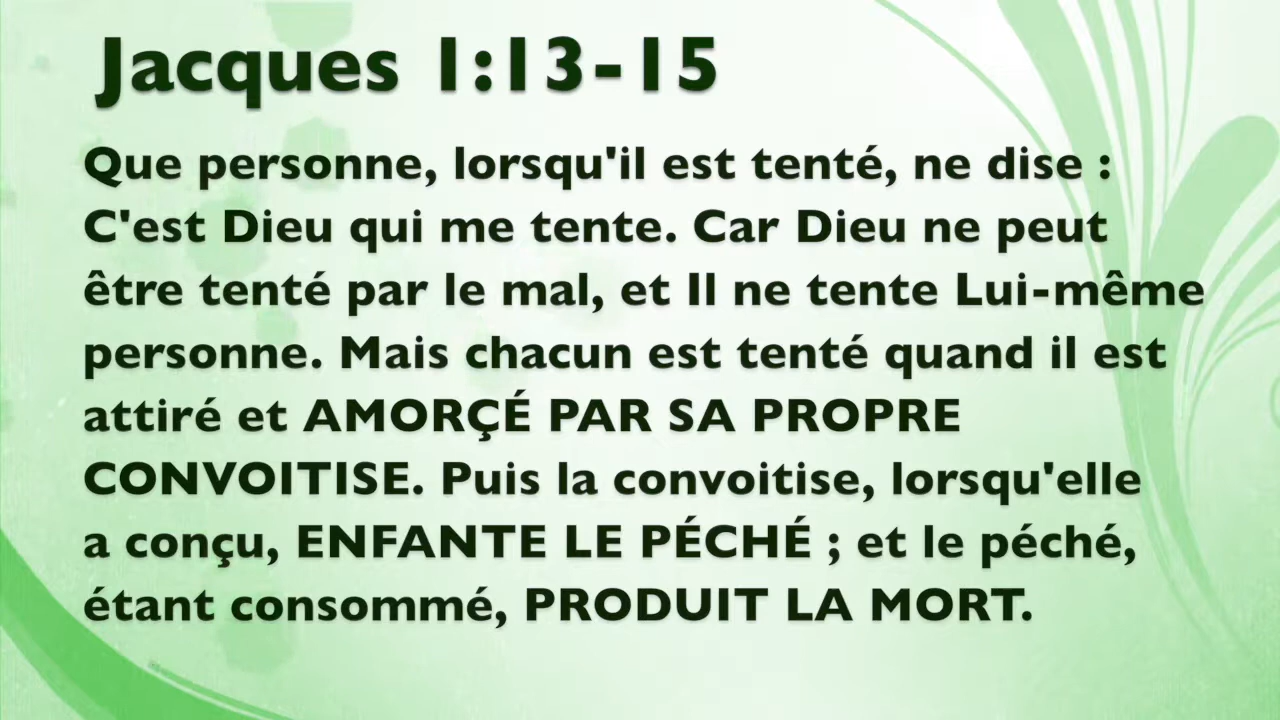 Jacques 1:13-15
Que personne, lorsqu'il est tenté, ne dise :
C'est Dieu qui me tente. Car Dieu ne peut
être tenté par le mal, et Il ne tente Lui-même
personne. Mais chacun est tenté quand il est
attiré et AMORÇÉ PAR SA PROPRE
CONVOITISE. Puis la convoitise, lorsqu'elle
a conçu, ENFANTE LE PÉCHÉ ; et le péché,
étant consommé, PRODUIT LA MORT.